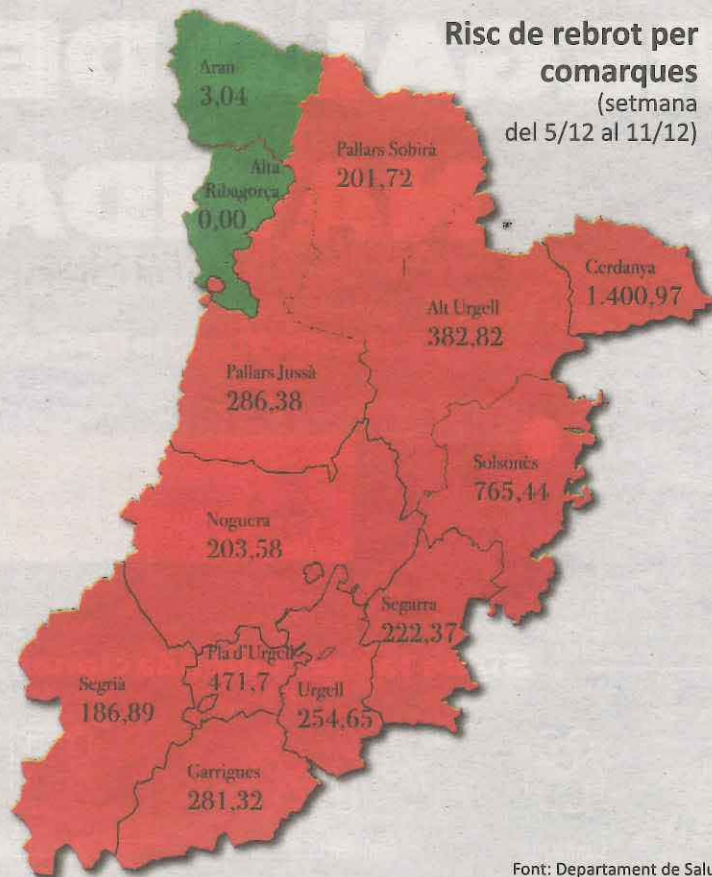 Risc de rebrot per
comarques
(setmana
del 5/12 al 11/12)
Aran
3,04
Alta
Ribagorça
0,00
Pallars Sobirà
201,72
Cerdanya
1.400,97
Alt Urgell
382,82
Pallars Jussà
286,38
Solsonès
765,44
Noguera
203,58
Segarra
222,37
Pla d'Urgell
471,7
Urgell
254,65
Segrià
186,89
Garrigues
281,32
Font: Departament de Salu